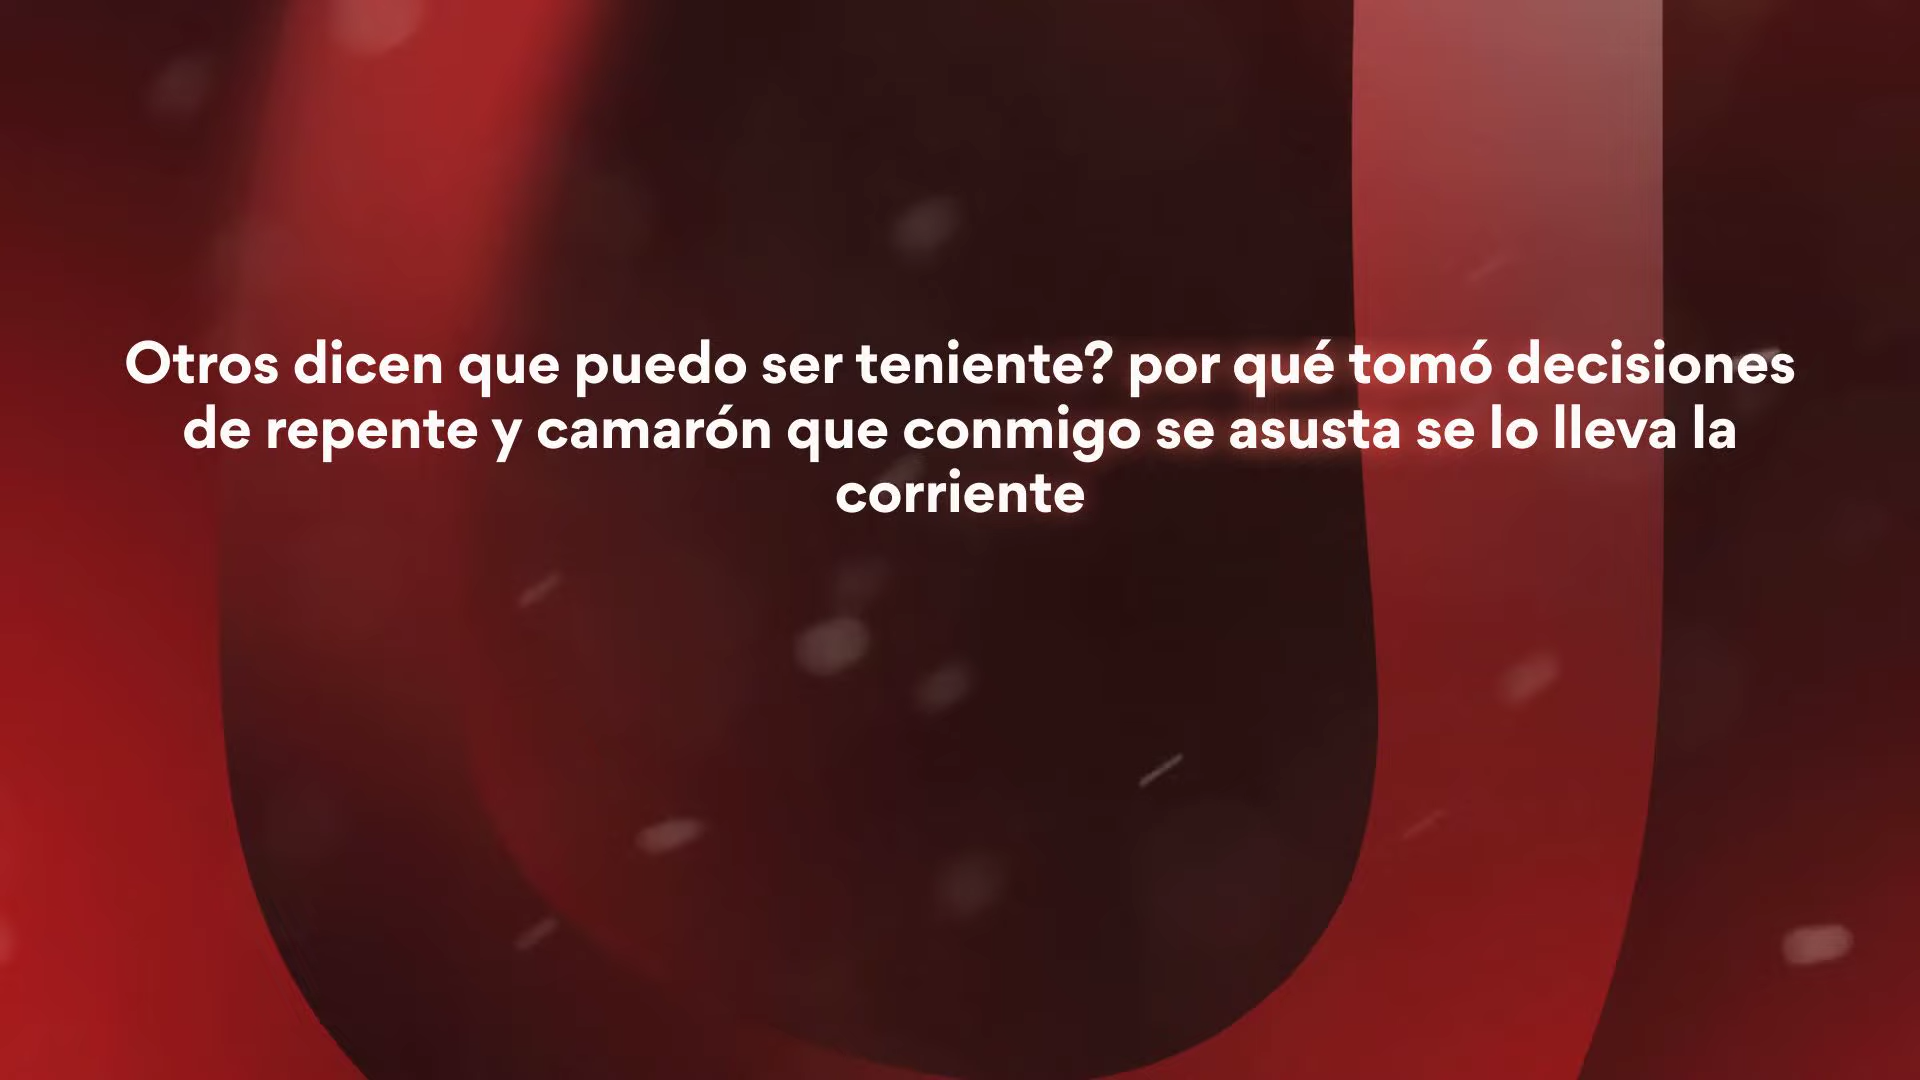 Otros dicen que puedo ser teniente? por qué tomó decisiones
de repente y camarón que conmigo se asusta se lo lleva la
corriente